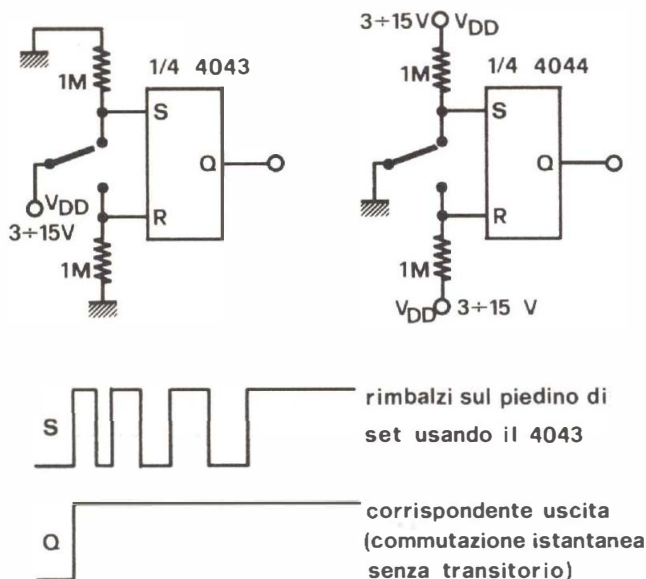 3÷15V VDD
1/4 4043
1/4 4044
1M
1M
S
S
Q
Q
VDD
3÷15V
R
R
1M
1M
VDD 3÷15 V
S
rimbalzi sul piedino di
set usando il 4043
Q
corrispondente uscita
(commutazione istantanea
senza transitorio)